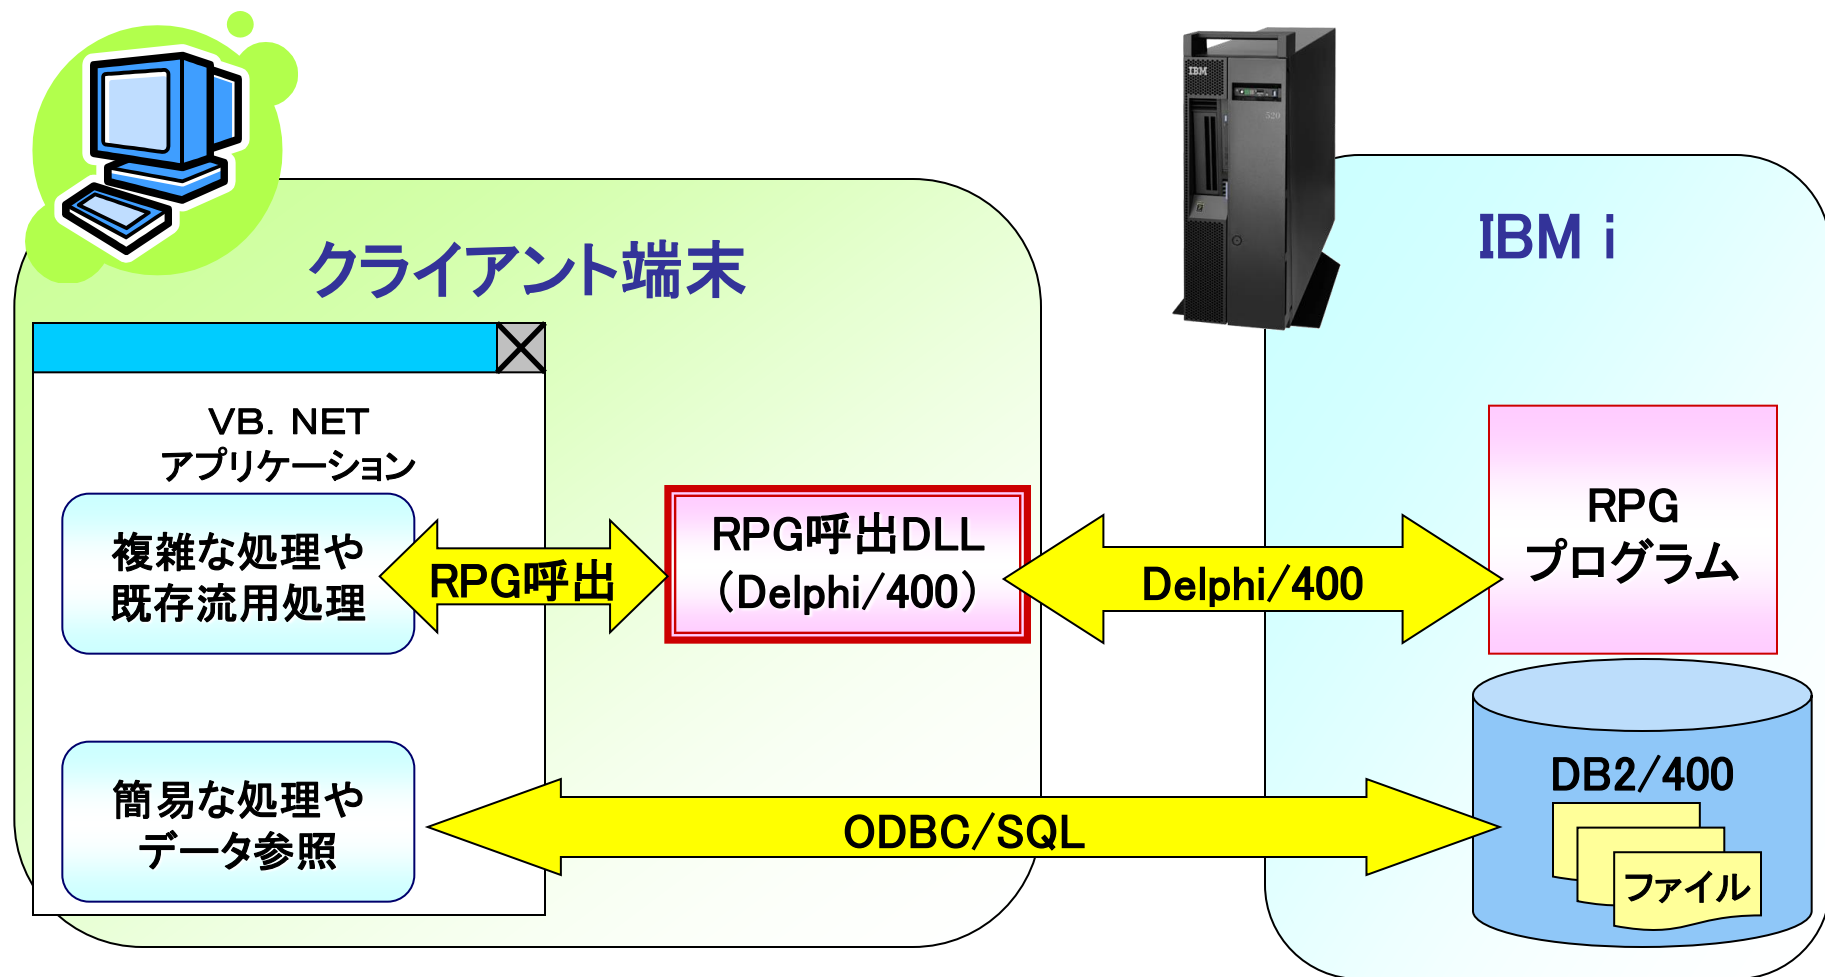 IBM
520
クライアント端末
IBM i
VB. NET
アプリケーション
複雑な処理や
既存流用処理
RPG呼出
RPG呼出DLL
(Delphi/400)
Delphi/400
RPG
プログラム
簡易な処理や
データ参照
ODBC/SQL
DB2/400
ファイル